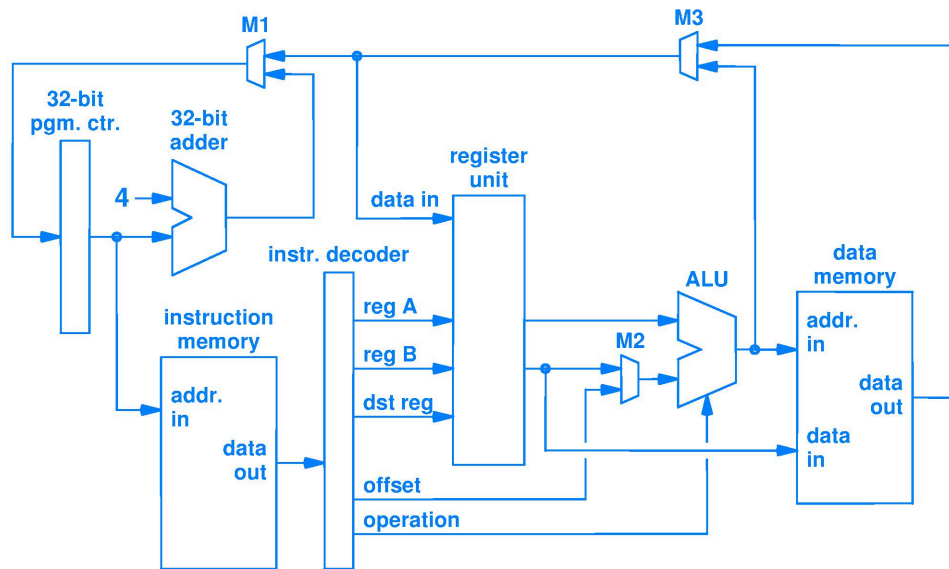 M1
M3
32-bit
pgm. ctr.
32-bit
adder
4
register
unit
data in
instr. decoder
reg A
reg B
dst reg
offset
operation
instruction
memory
addr.
in
data
out
M2
ALU
data
memory
addr.
in
data
out
data
in